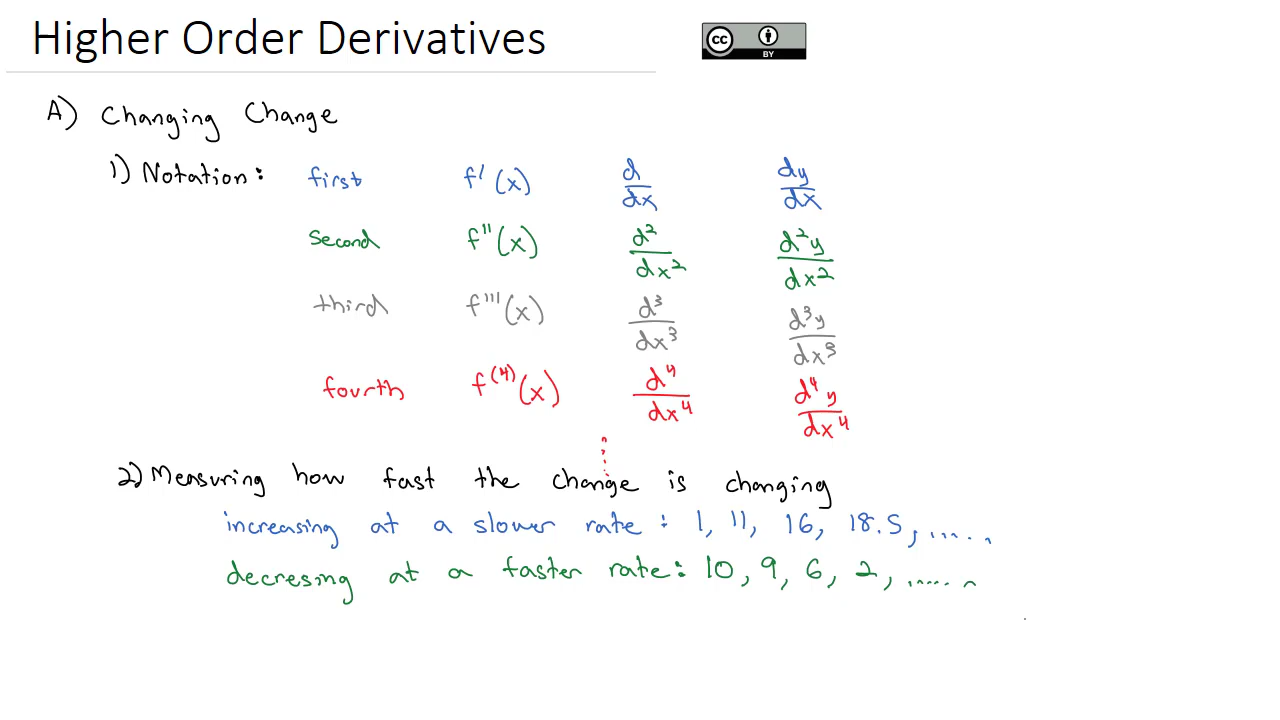 Higher Order Derivatives
CC BY
A) Changing Change
1) Notation: first f'(x) d/dx dy/dx
second f''(x) d²/dx² d²y/dx²
third f'''(x) d³/dx³ d³y/dx³
fourth f⁽⁴⁾(x) d⁴/dx⁴ d⁴y/dx⁴
2) Measuring how fast the change is changing
increasing at a slower rate: 1, 11, 16, 18.5, .....
decresing at a faster rate: 10, 9, 6, 2, .....